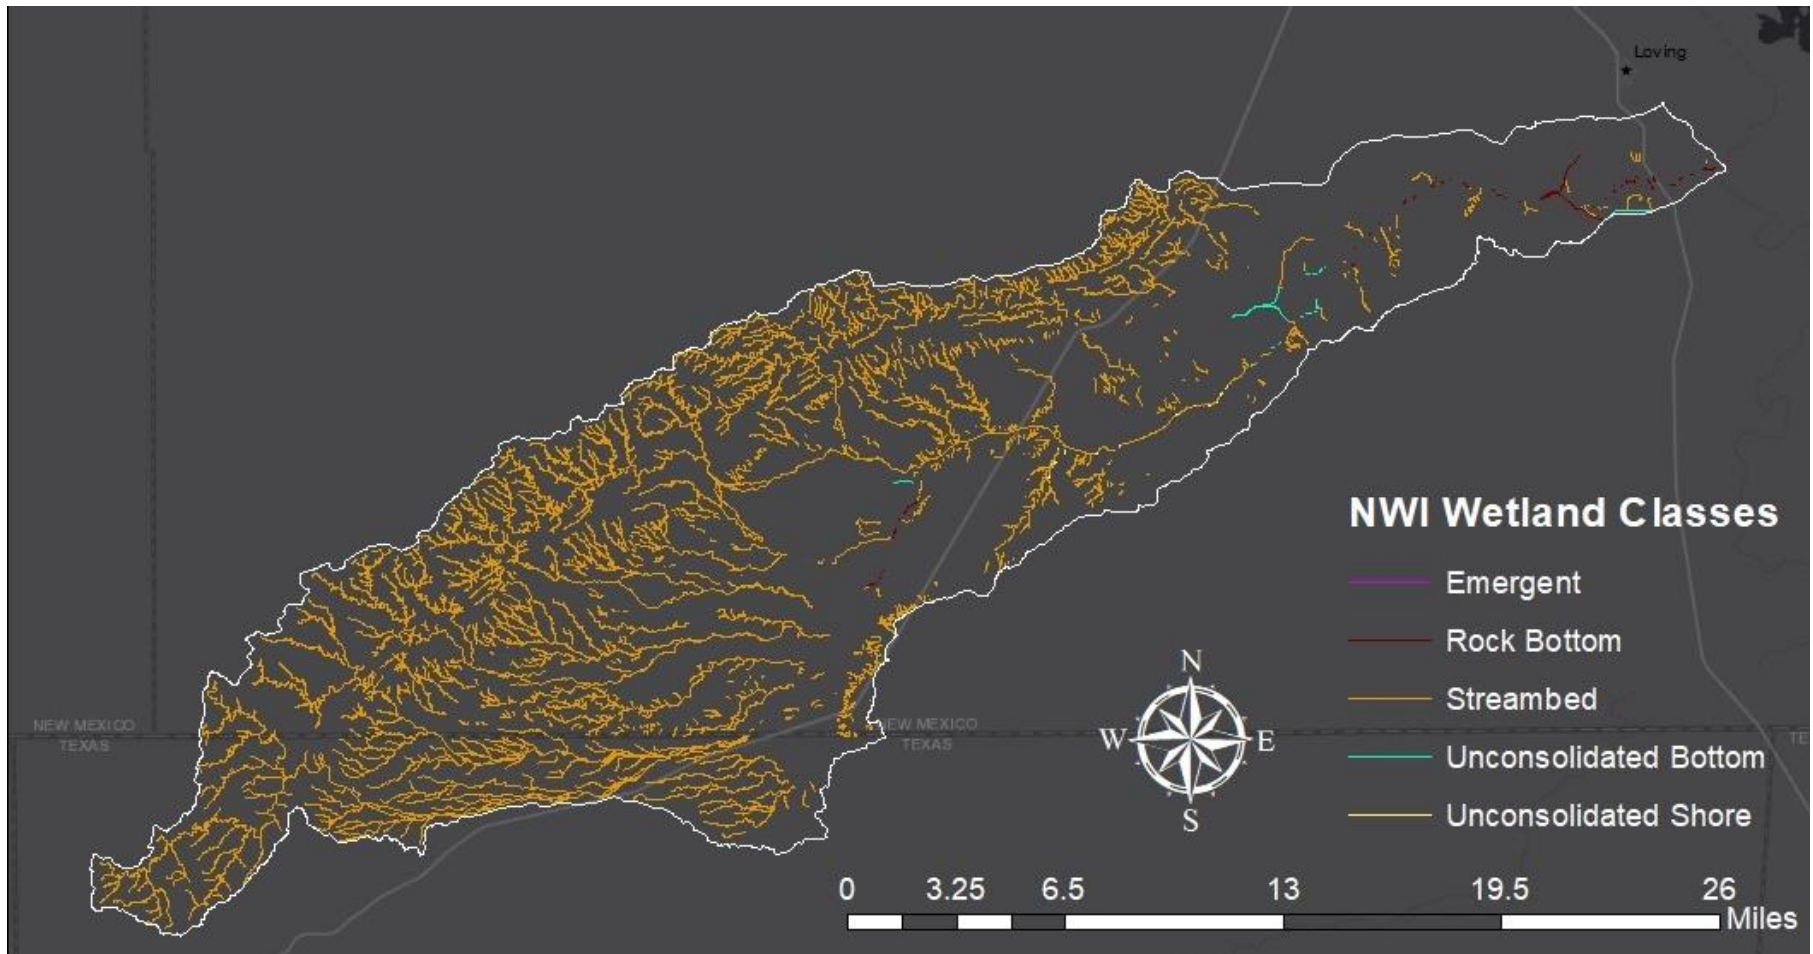 Loving
NWI Wetland Classes
Emergent
Rock Bottom
Streambed
Unconsolidated Bottom
Unconsolidated Shore
N
W E
S
NEW MEXICO
TEXAS
NEW MEXICO
TEXAS
TE
0 3.25 6.5 13 19.5 26
Miles